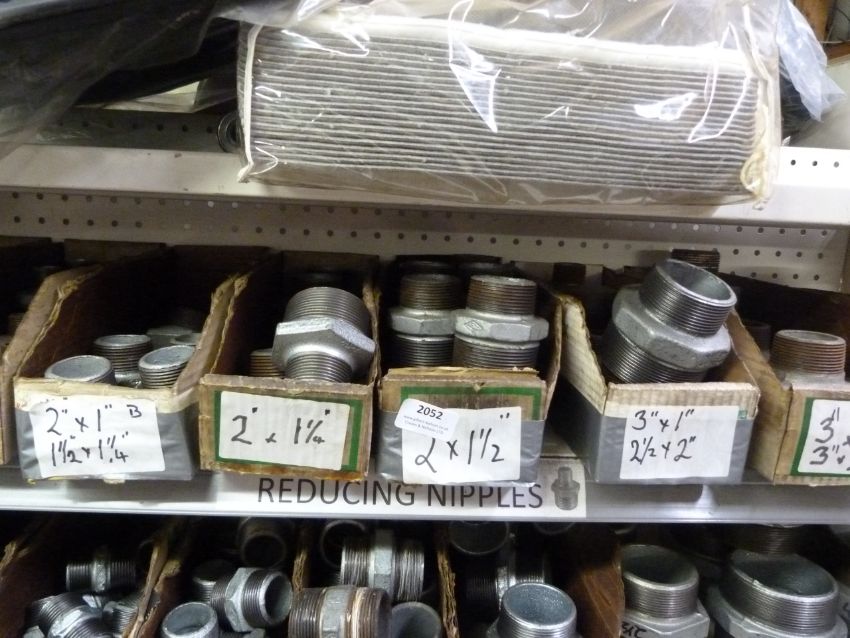 2" x 1" B
1½ x 1¼"
2" x 1¼"
2052
2 x 1½"
3" x 1"
2½ x 2"
3"
3" x
REDUCING NIPPLES